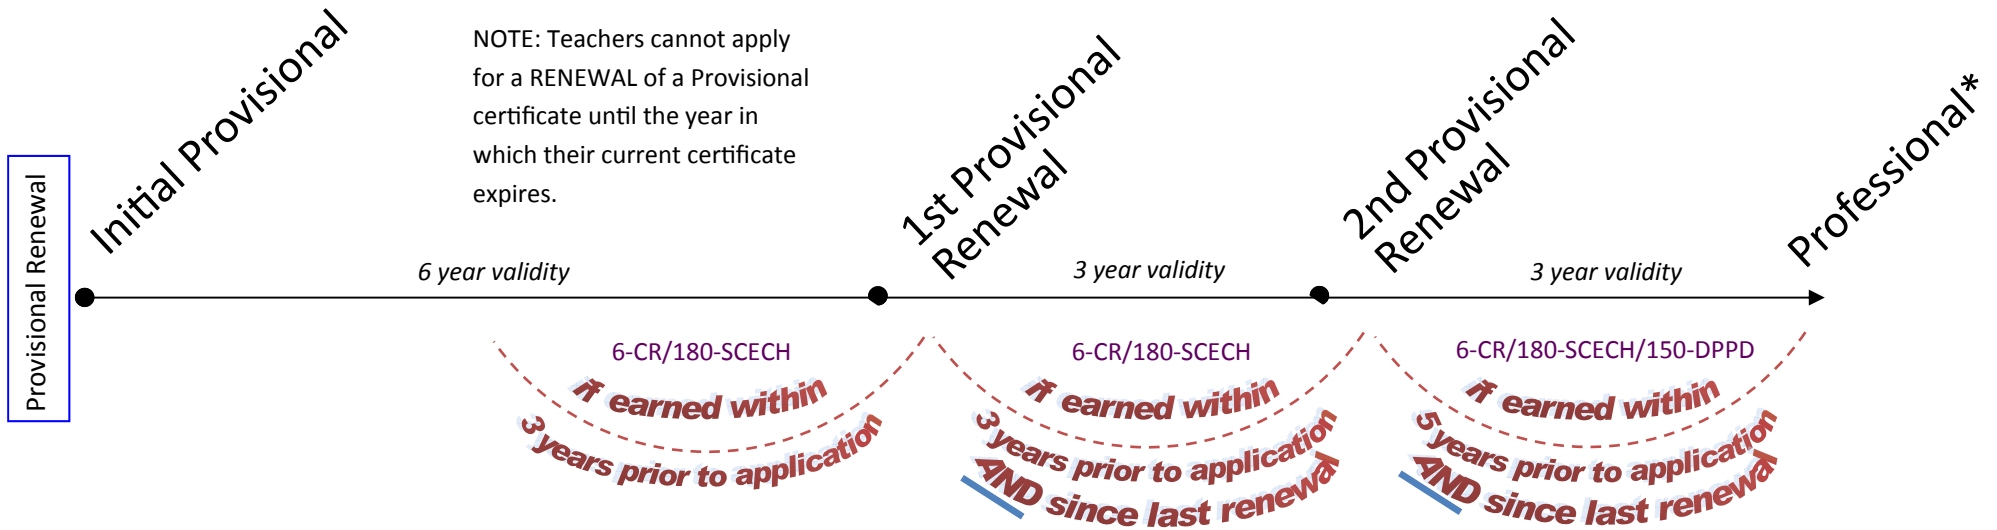 Provisional Renewal
Initial Provisional
NOTE: Teachers cannot apply
for a RENEWAL of a Provisional
certificate until the year in
which their current certificate
expires.
1st Provisional
Renewal
2nd Provisional
Renewal
Professional*
6 year validity
3 year validity
3 year validity
6-CR/180-SCECH
if earned within
3 years prior to application
6-CR/180-SCECH
if earned within
3 years prior to application
AND since last renewal
6-CR/180-SCECH/150-DPPD
if earned within
5 years prior to application
AND since last renewal